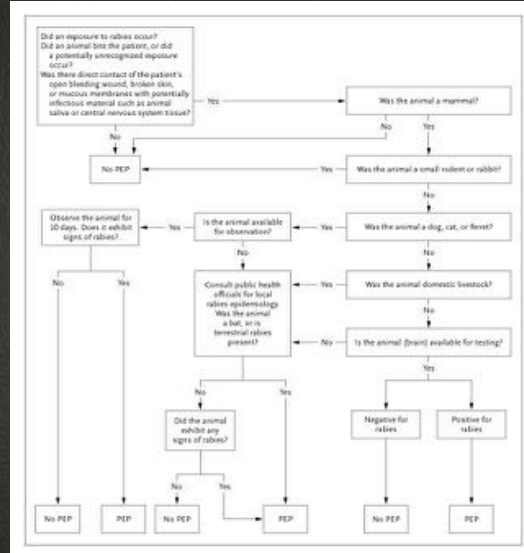 Did an exposure to rabies occur?
Did an animal bite the patient, or did
a potentially unrecognized exposure
occur?
Was there direct contact of the patient's
open bleeding wound, broken skin,
or mucous membranes with potentially
infectious material such as animal
saliva or central nervous system tissue?
Yes
Was the animal a mammal?
No
No
Yes
No PEP
Yes
Was the animal a small rodent or rabbit?
No
Observe the animal for
10 days. Does it exhibit
signs of rabies?
Yes
Is the animal available
for observation?
Yes
Was the animal a dog, cat, or ferret?
No
No
No
Yes
Consult public health
officials for local
rabies epidemiology.
Was the animal
a bat, or is
terrestrial rabies
present?
Yes
Was the animal domestic livestock?
No
No
Is the animal (brain) available for testing?
Yes
No
Yes
Did the animal
exhibit any
signs of rabies?
Negative for
rabies
Positive for
rabies
No
Yes
No PEP
PEP
No PEP
PEP
No PEP
PEP